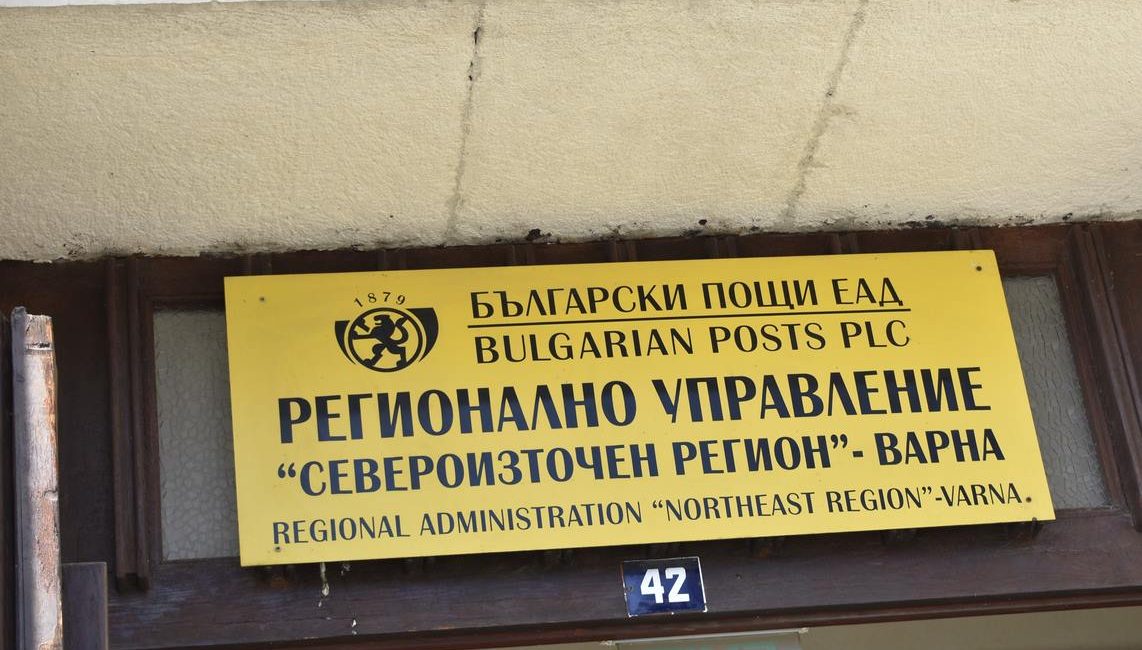 1879
БЪЛГАРСКИ ПОЩИ ЕАД
BULGARIAN POSTS PLC
РЕГИОНАЛНО УПРАВЛЕНИЕ
“СЕВЕРОИЗТОЧЕН РЕГИОН”- ВАРНА
REGIONAL ADMINISTRATION “NORTHEAST REGION”-VARNA
42